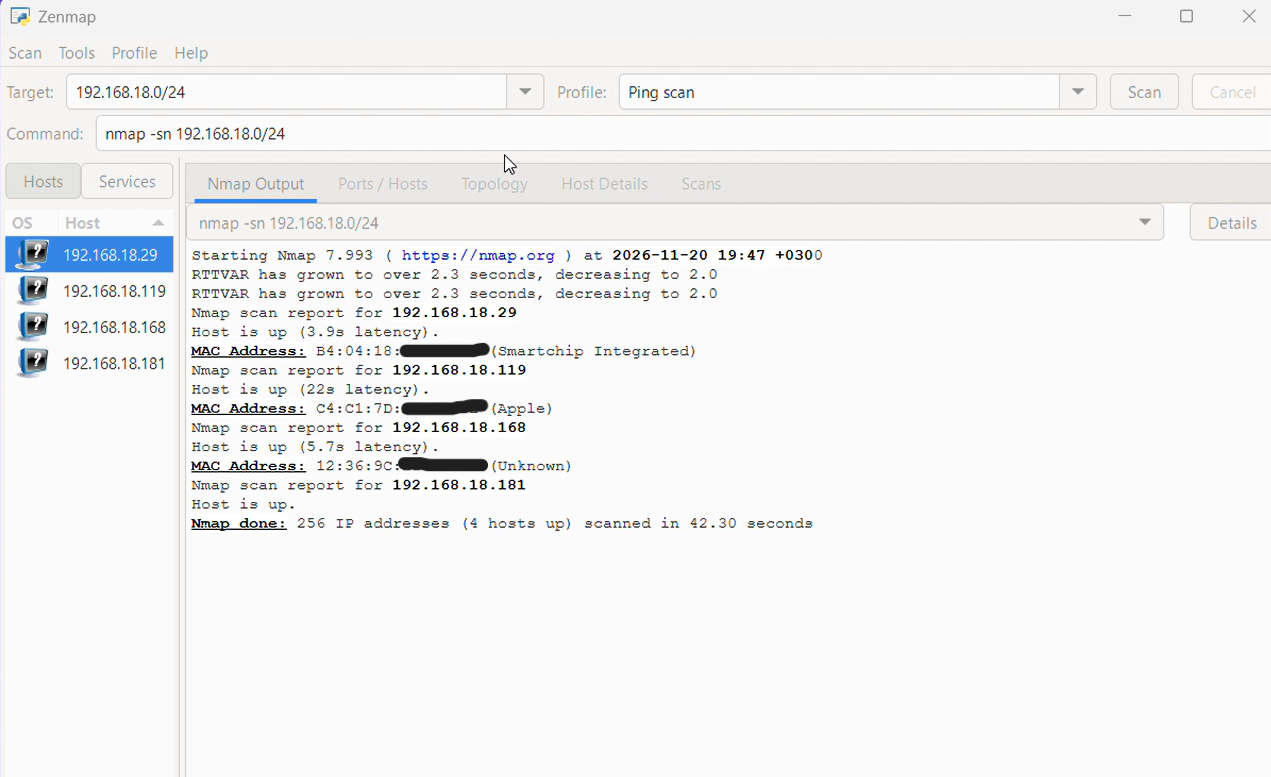 Zenmap
Scan Tools Profile Help
Target: 192.168.18.0/24 Profile: Ping scan Scan Cancel
Command: nmap -sn 192.168.18.0/24
Hosts Services Nmap Output Ports / Hosts Topology Host Details Scans
OS Host nmap -sn 192.168.18.0/24 Details
192.168.18.29
192.168.18.119
192.168.18.168
192.168.18.181
Starting Nmap 7.993 ( https://nmap.org ) at 2026-11-20 19:47 +0300
RTTVAR has grown to over 2.3 seconds, decreasing to 2.0
RTTVAR has grown to over 2.3 seconds, decreasing to 2.0
Nmap scan report for 192.168.18.29
Host is up (3.9s latency).
MAC Address: B4:04:18: (Smartchip Integrated)
Nmap scan report for 192.168.18.119
Host is up (22s latency).
MAC Address: C4:C1:7D: (Apple)
Nmap scan report for 192.168.18.168
Host is up (5.7s latency).
MAC Address: 12:36:9C: (Unknown)
Nmap scan report for 192.168.18.181
Host is up.
Nmap done: 256 IP addresses (4 hosts up) scanned in 42.30 seconds